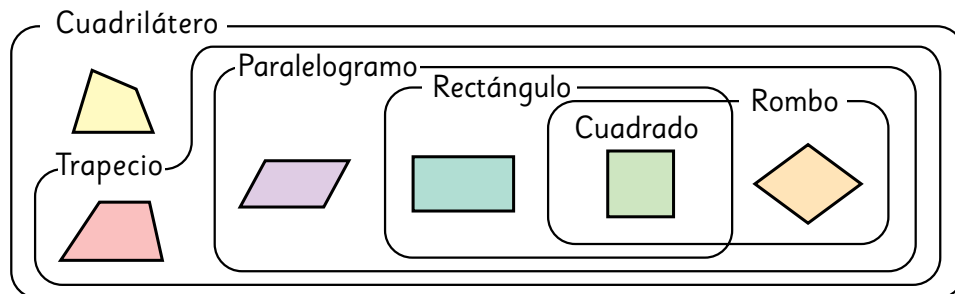 Cuadrilátero
Paralelogramo
Rectángulo
Rombo
Cuadrado
Trapecio